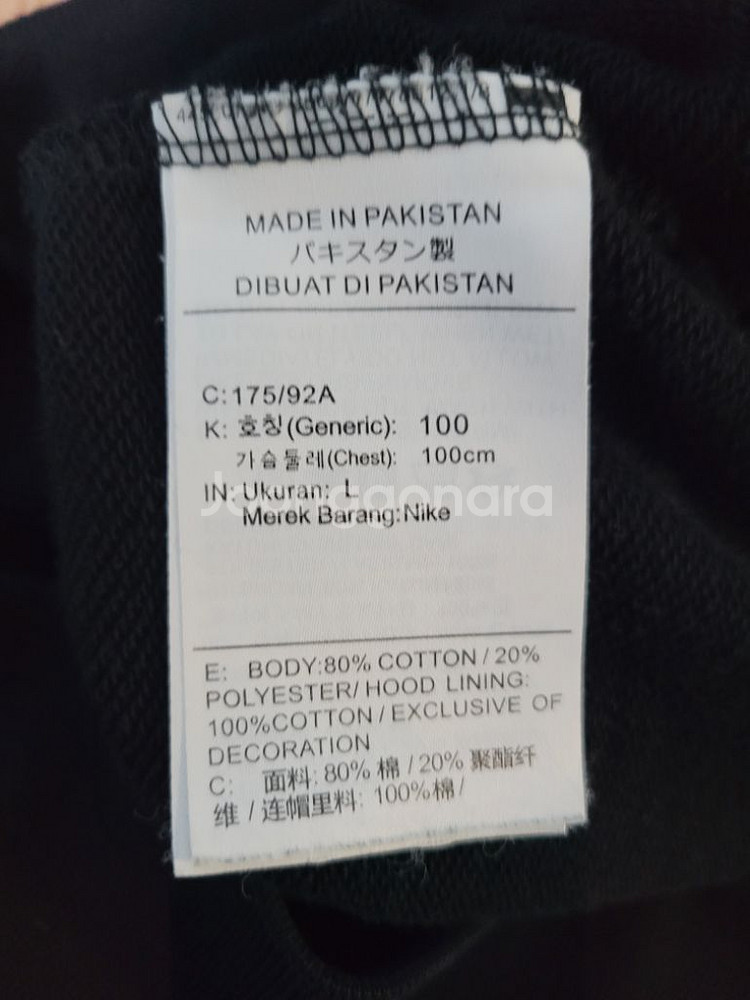 MADE IN PAKISTAN
パキスタン製
DIBUAT DI PAKISTAN
C:175/92A
K: 호칭(Generic): 100
가슴둘레(Chest): 100cm
IN: Ukuran: L
Merek Barang:Nike
Joonggonara
E: BODY:80% COTTON / 20%
POLYESTER/ HOOD LINING:
100%COTTON / EXCLUSIVE OF
DECORATION
C: 面料: 80% 棉 / 20% 聚酯纤
维 / 连帽里料: 100%棉/